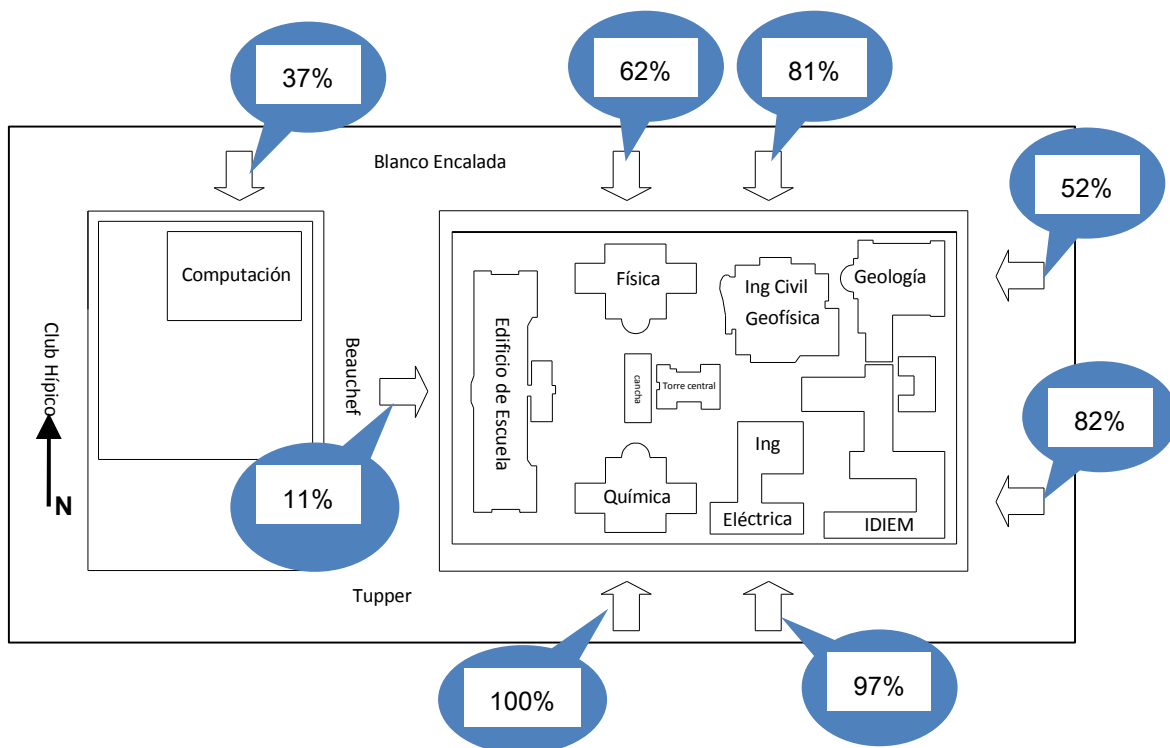 37%
62%
81%
Blanco Encalada
52%
Computación
Física
Ing Civil
Geofísica
Geología
Club Hípico
Beauchef
Edificio de Escuela
cancha
Torre central
82%
Ing
Eléctrica
11%
N
Química
IDIEM
Tupper
100%
97%